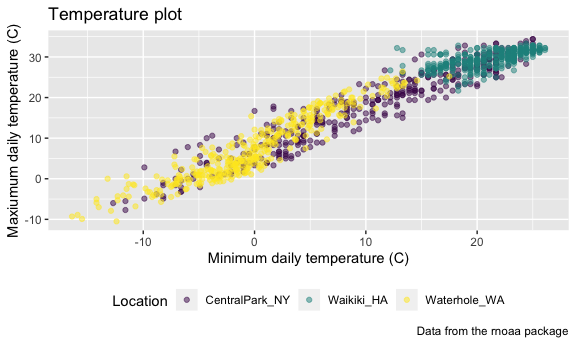 Temperature plot
Maxiumum daily temperature (C)
30
20
10
0
-10
-10
0
10
20
Minimum daily temperature (C)
Location
CentralPark_NY
Waikiki_HA
Waterhole_WA
Data from the rnoaa package